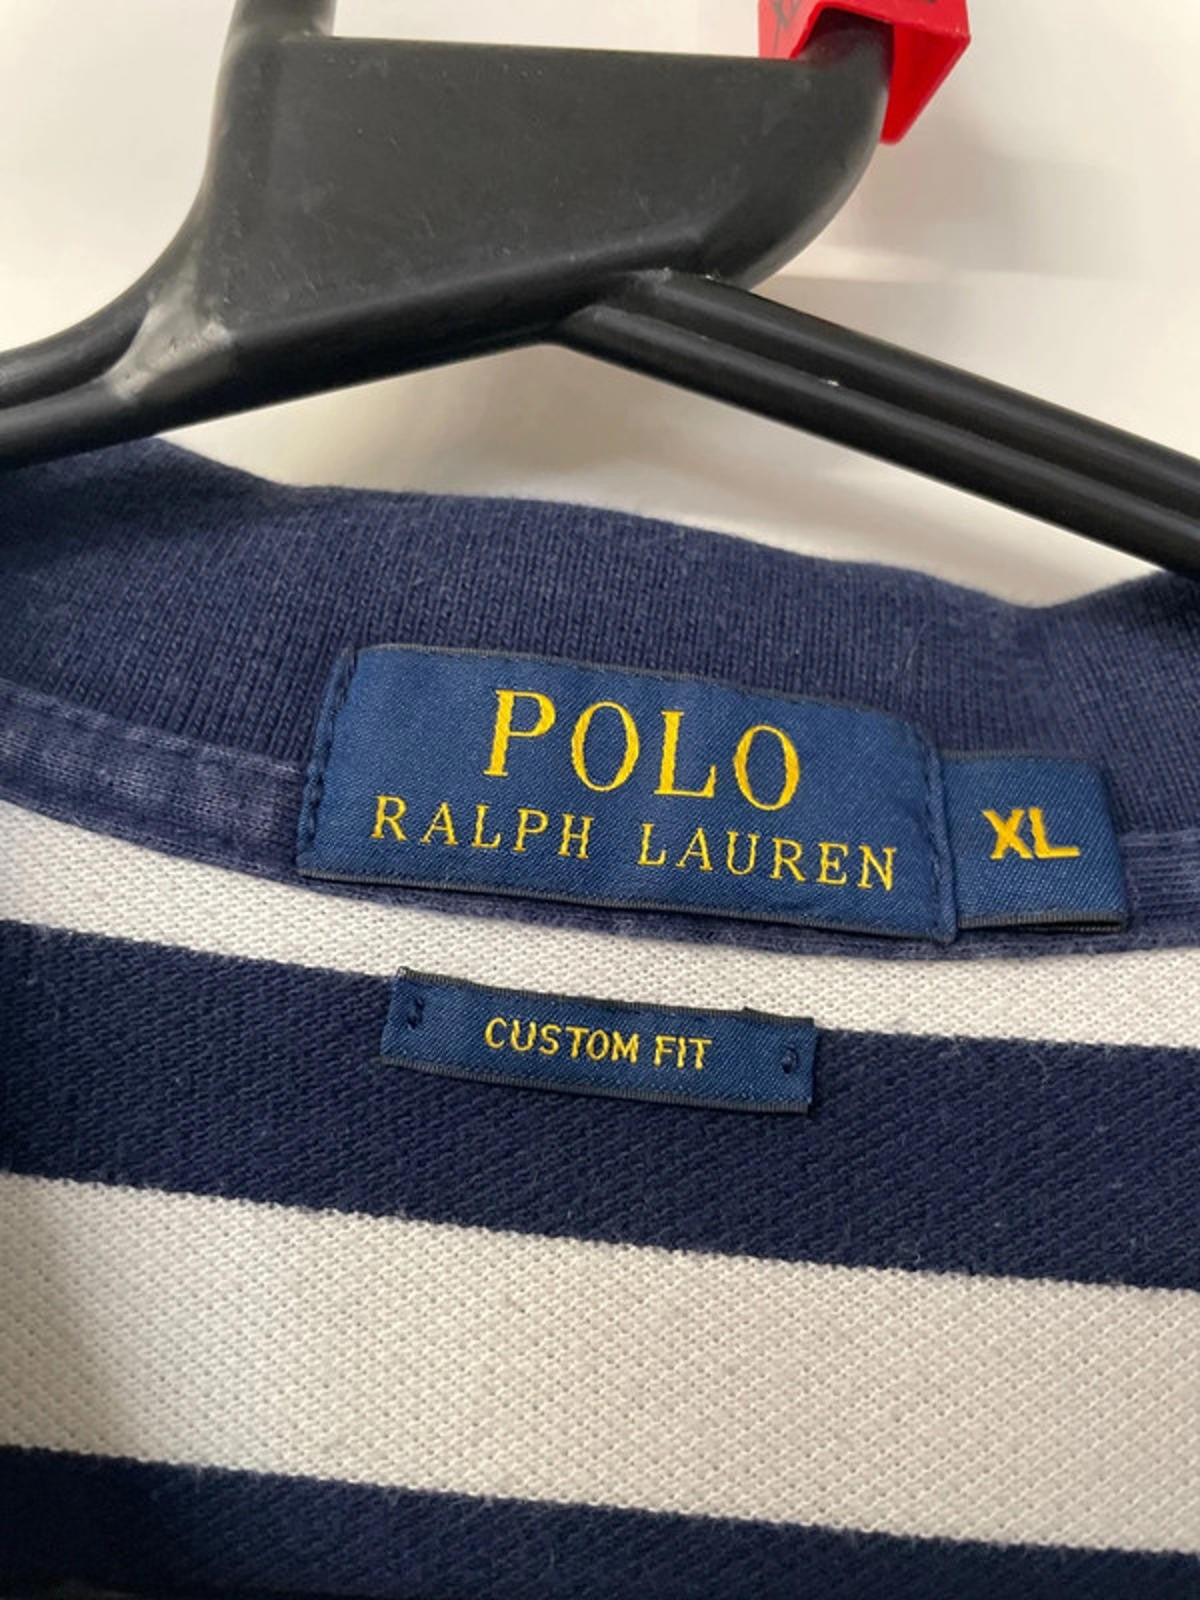 POLO
RALPH LAUREN
XL
CUSTOM FIT